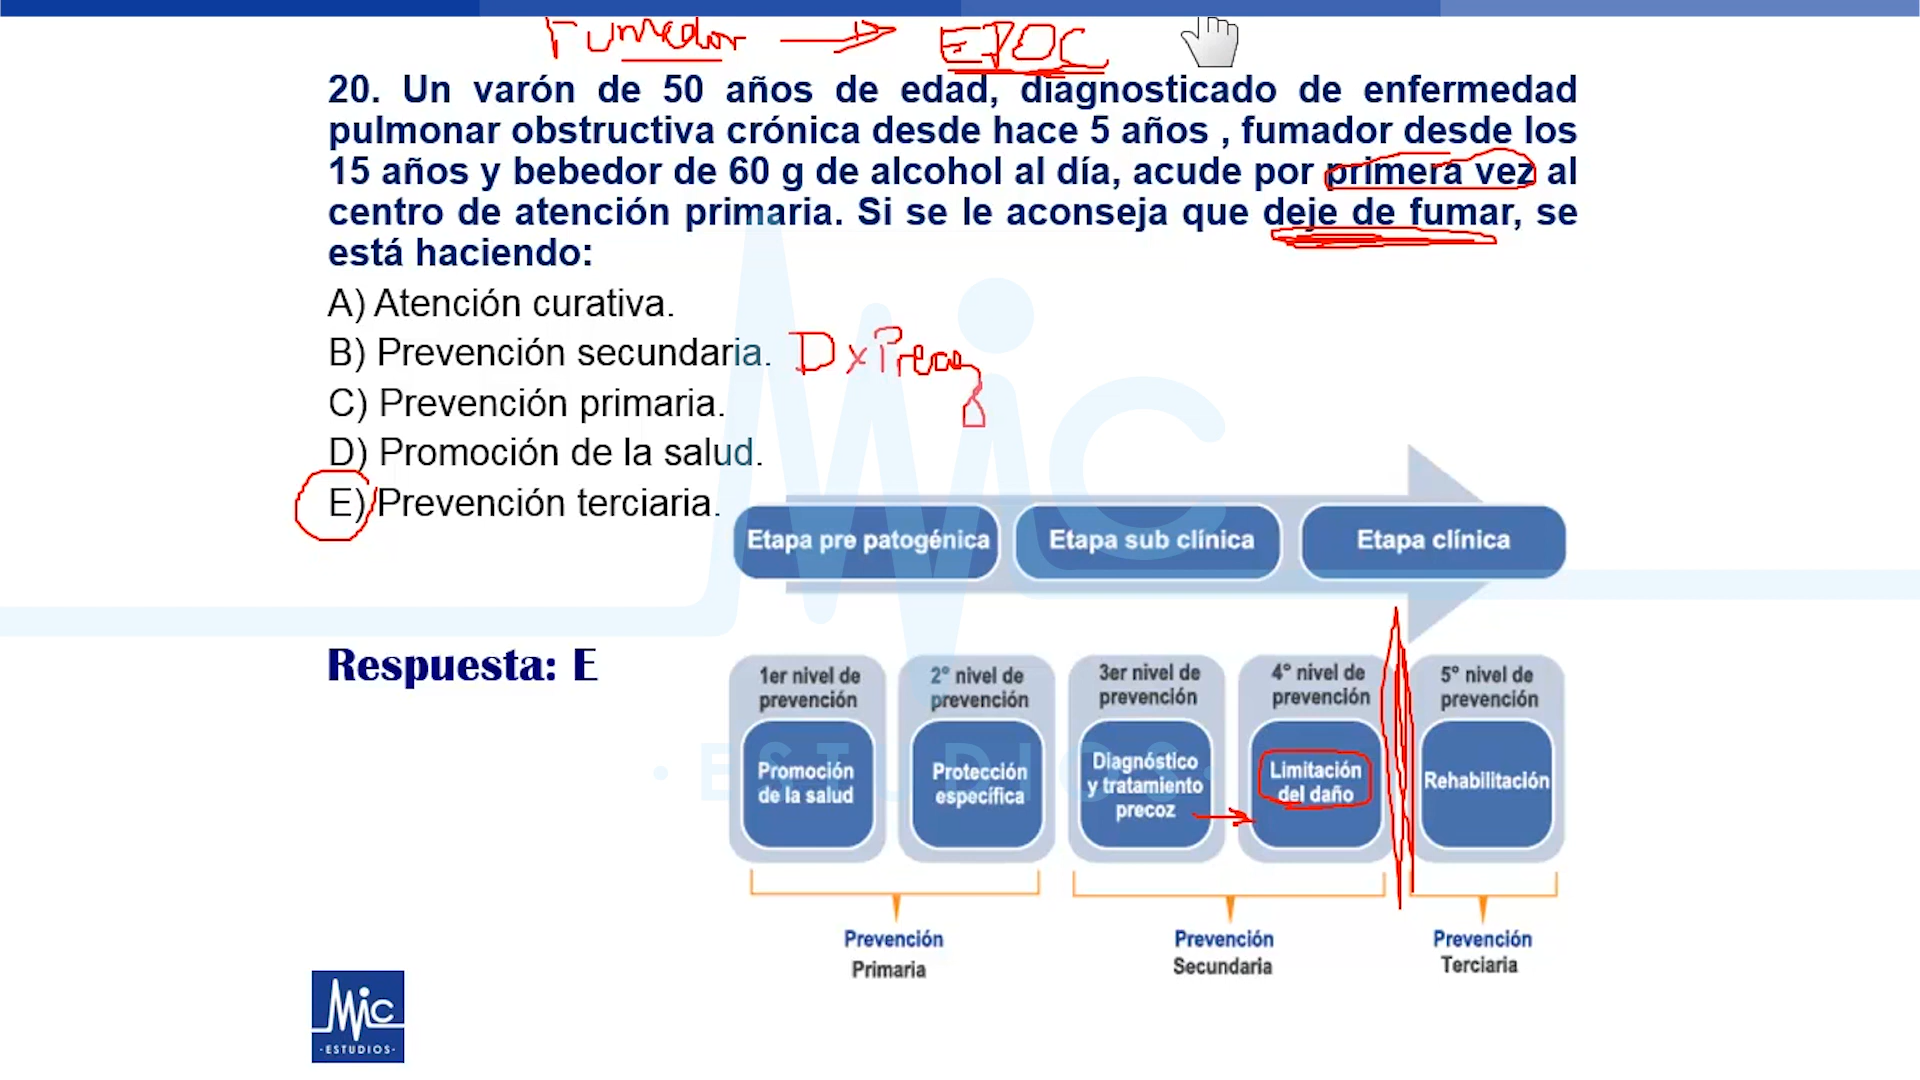 Fumador → EPOC
20. Un varón de 50 años de edad, diagnosticado de enfermedad
pulmonar obstructiva crónica desde hace 5 años , fumador desde los
15 años y bebedor de 60 g de alcohol al día, acude por primera vez al
centro de atención primaria. Si se le aconseja que deje de fumar, se
está haciendo:
A) Atención curativa.
B) Prevención secundaria. Dx Precoz
C) Prevención primaria.
D) Promoción de la salud.
E) Prevención terciaria.
Etapa pre patogénica
Etapa sub clínica
Etapa clínica
Respuesta: E
1er nivel de
prevención
Promoción
de la salud
2° nivel de
prevención
Protección
específica
3er nivel de
prevención
Diagnóstico
y tratamiento
precoz
4° nivel de
prevención
Limitación
del daño
5° nivel de
prevención
Rehabilitación
Prevención
Primaria
Prevención
Secundaria
Prevención
Terciaria
Mic
·ESTUDIOS·
Mic
·ESTUDIOS·